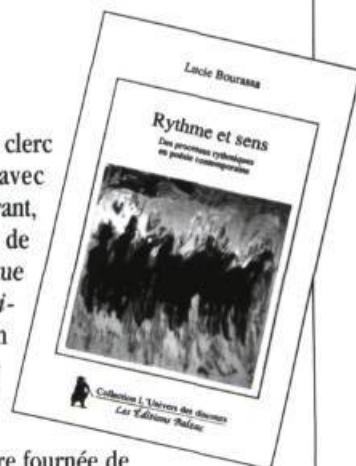 Lucie Bourassa
Rythme et sens
Des processus rythmiques
en poésie contemporaine
Collection L'Univers des discours
Les Éditions Balzac
clerc
avec
rant,
de
ue
i-
n
re fournée de